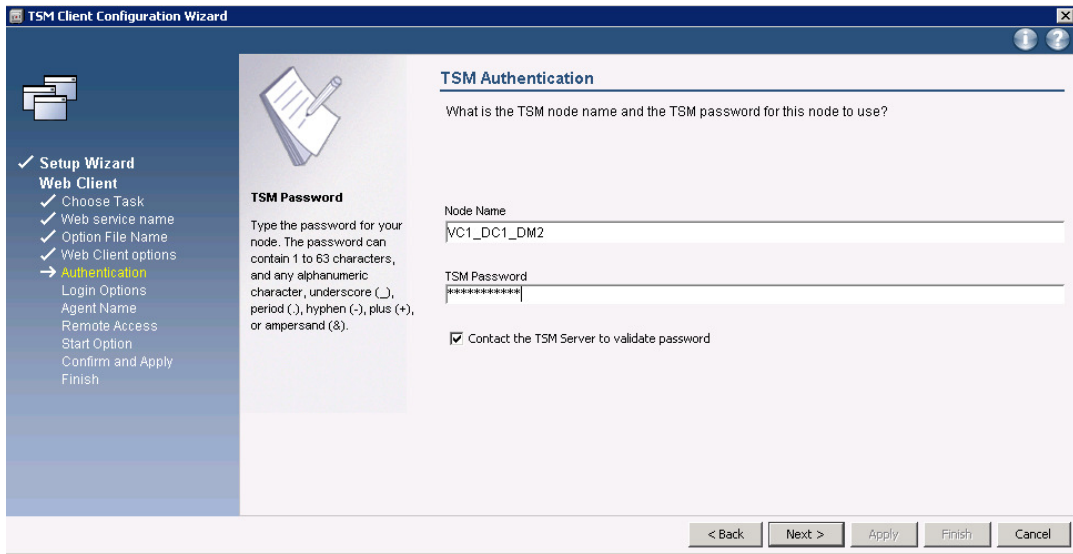 TSM Client Configuration Wizard
Setup Wizard
Web Client
Choose Task
Web service name
Option File Name
Web Client options
Authentication
Login Options
Agent Name
Remote Access
Start Option
Confirm and Apply
Finish
TSM Password
Type the password for your
node. The password can
contain 1 to 63 characters,
and any alphanumeric
character, underscore (_),
period (.), hyphen (-), plus (+),
or ampersand (&).
TSM Authentication
What is the TSM node name and the TSM password for this node to use?
Node Name
VC1_DC1_DM2
TSM Password
***********
Contact the TSM Server to validate password
< Back
Next >
Apply
Finish
Cancel